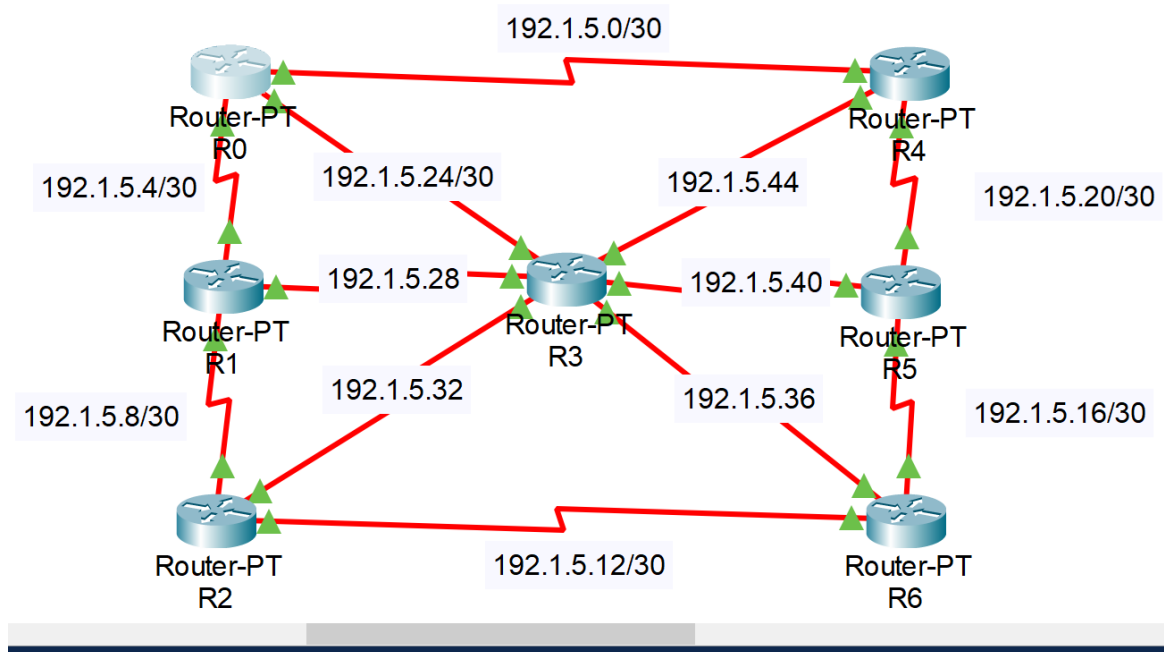 192.1.5.0/30
Router-PT
R0
Router-PT
R4
192.1.5.4/30
192.1.5.24/30
192.1.5.44
192.1.5.20/30
192.1.5.28
192.1.5.40
Router-PT
R1
Router-PT
R3
Router-PT
R5
192.1.5.8/30
192.1.5.32
192.1.5.36
192.1.5.16/30
192.1.5.12/30
Router-PT
R2
Router-PT
R6